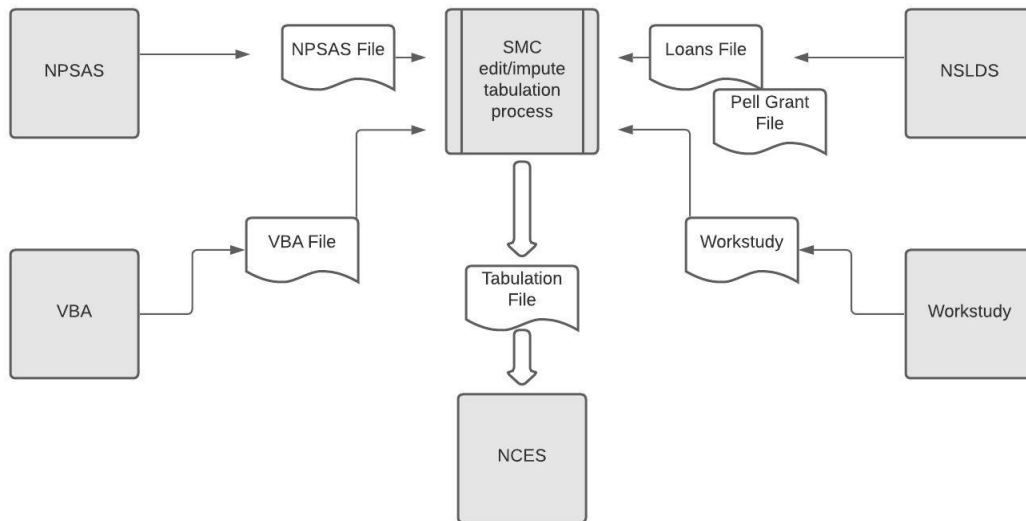 NPSAS
NPSAS File
SMC
edit/impute
tabulation
process
Loans File
Pell Grant
File
NSLDS
VBA
VBA File
Tabulation
File
Workstudy
Workstudy
NCES